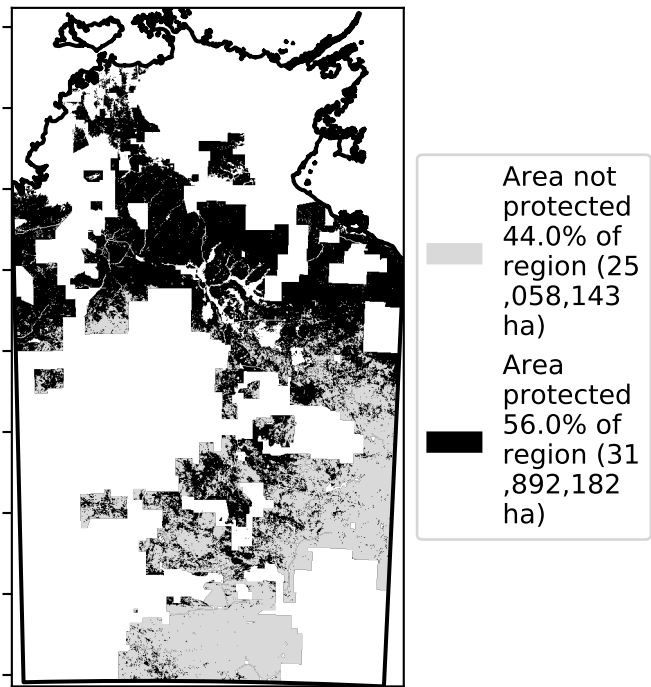 Area not
protected
44.0% of
region (25
,058,143
ha)
Area
protected
56.0% of
region (31
,892,182
ha)